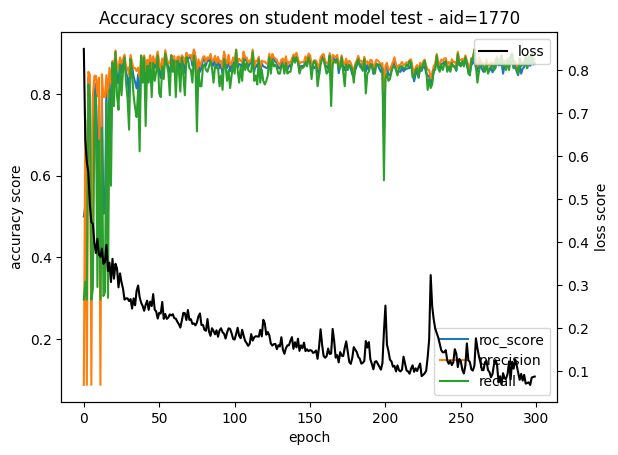 Accuracy scores on student model test - aid=1770
loss
0.8
0.6
0.4
0.2
accuracy score
0.8
0.7
0.6
0.5
0.4
0.3
0.2
0.1
loss score
roc_score
precision
recall
0
50
100
150
200
250
300
epoch